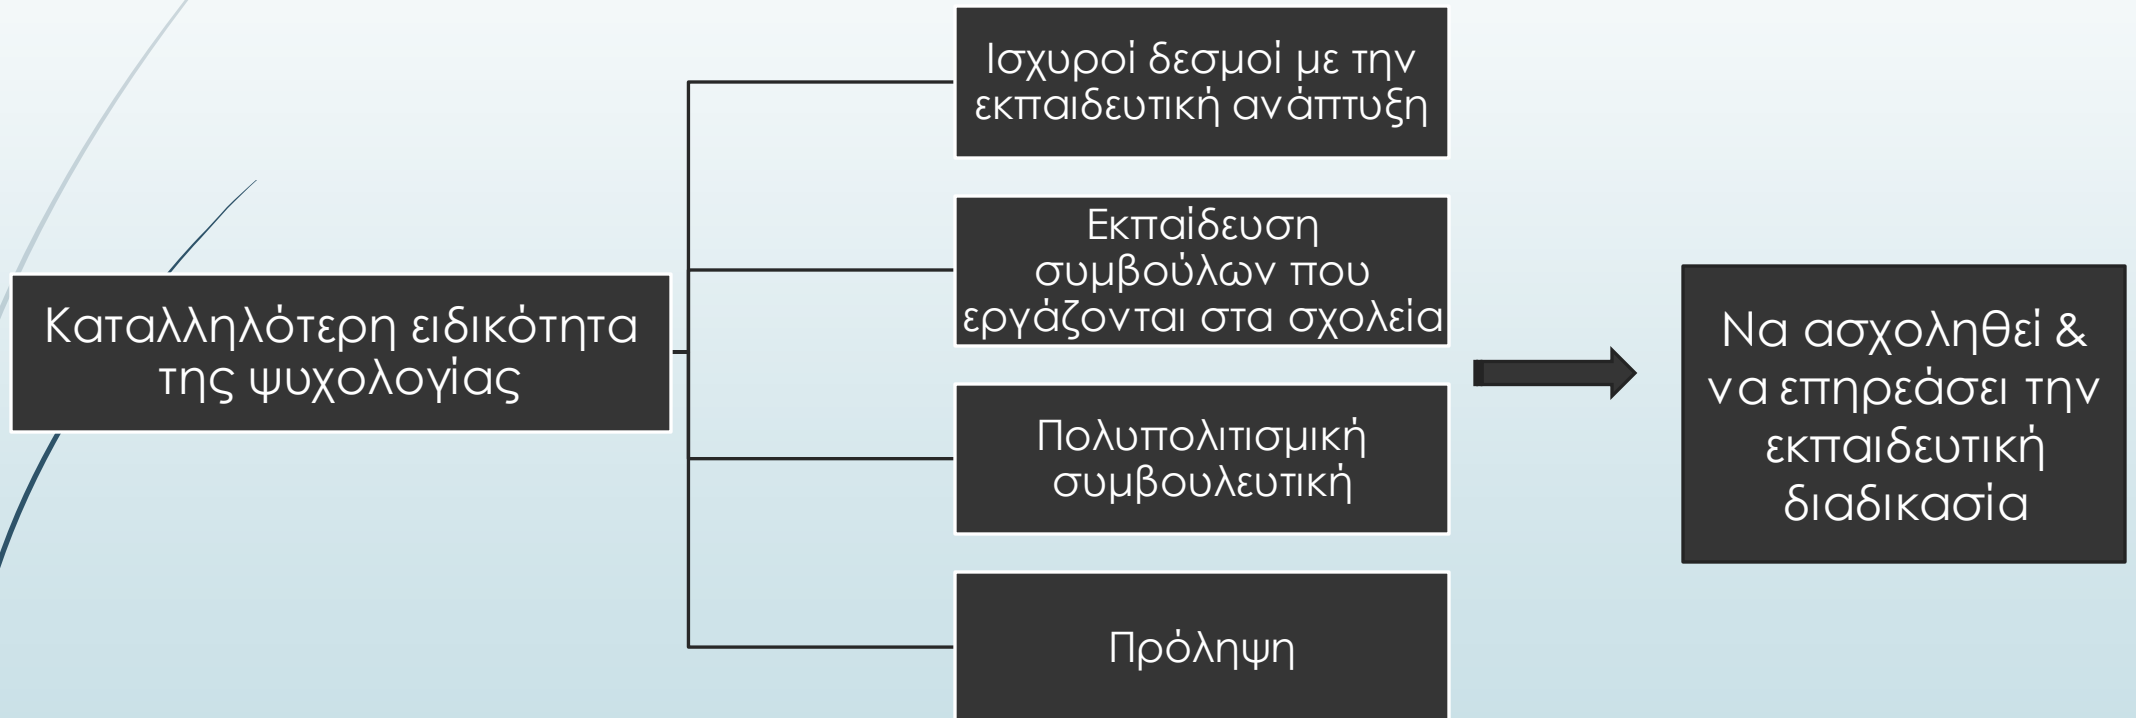 Καταλληλότερη ειδικότητα
της ψυχολογίας
Ισχυροί δεσμοί με την
εκπαιδευτική ανάπτυξη
Εκπαίδευση
συμβούλων που
εργάζονται στα σχολεία
Πολυπολιτισμική
συμβουλευτική
Πρόληψη
Να ασχοληθεί &
να επηρεάσει την
εκπαιδευτική
διαδικασία